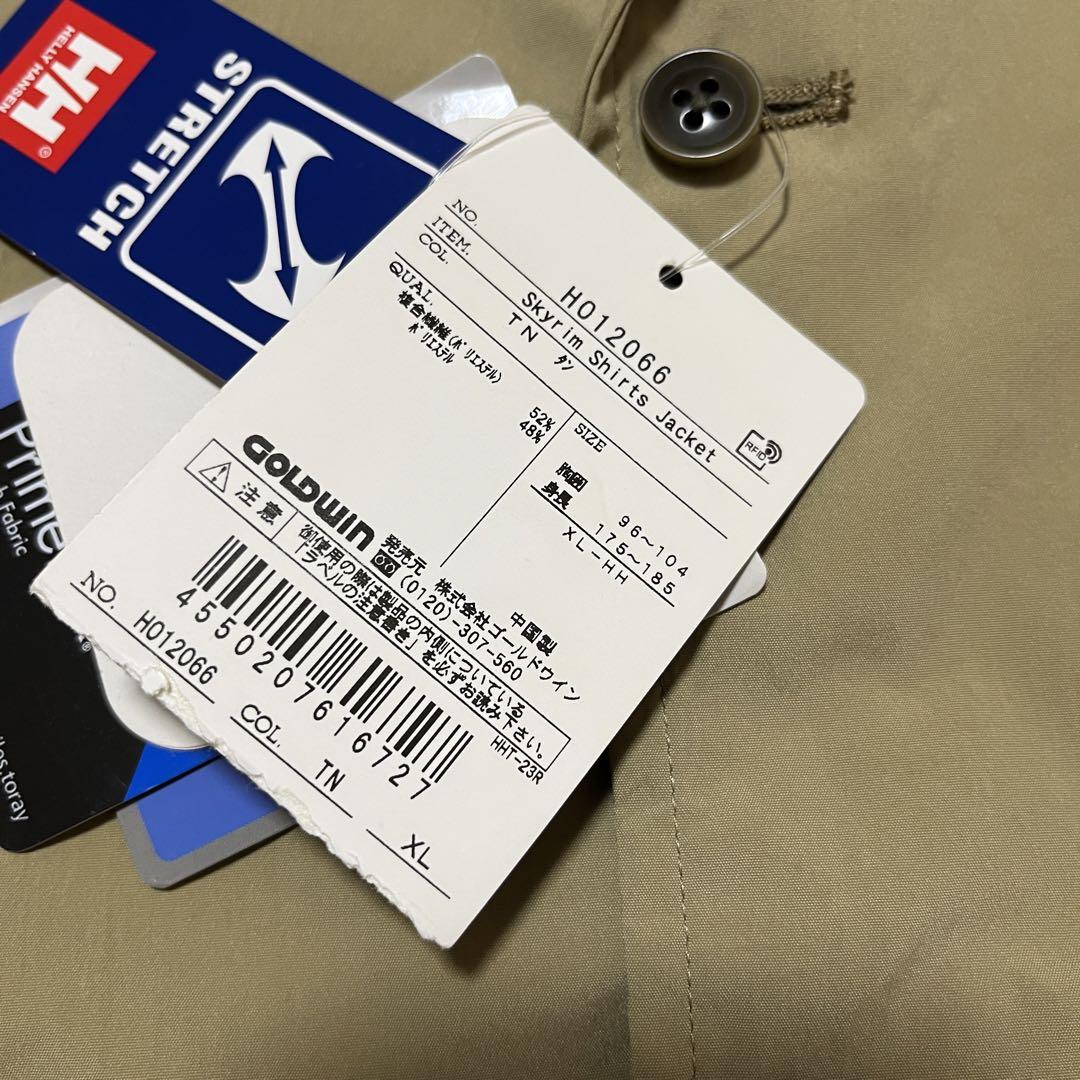 HH
HELLY HANSEN
®
STRETCH
NO. HO12066
ITEM. Skyrim Shirts Jacket
COL. TN タン
RFID
QUAL.
複合繊維(ポリエステル) 52%
ポリエステル 48%
SIZE
胸囲 96~104
身長 175~185
XL-HH
GOLDWIN
中国製
発売元 株式会社ゴールドウイン
(0120)-307-560
注意
御使用の際は製品の内側についている
「ラベルの注意書き」を必ずお読み下さい。
HHT-23R
4550207616727
NO. HO12066
COL. TN
XL
Prime
h Fabric
os.toray